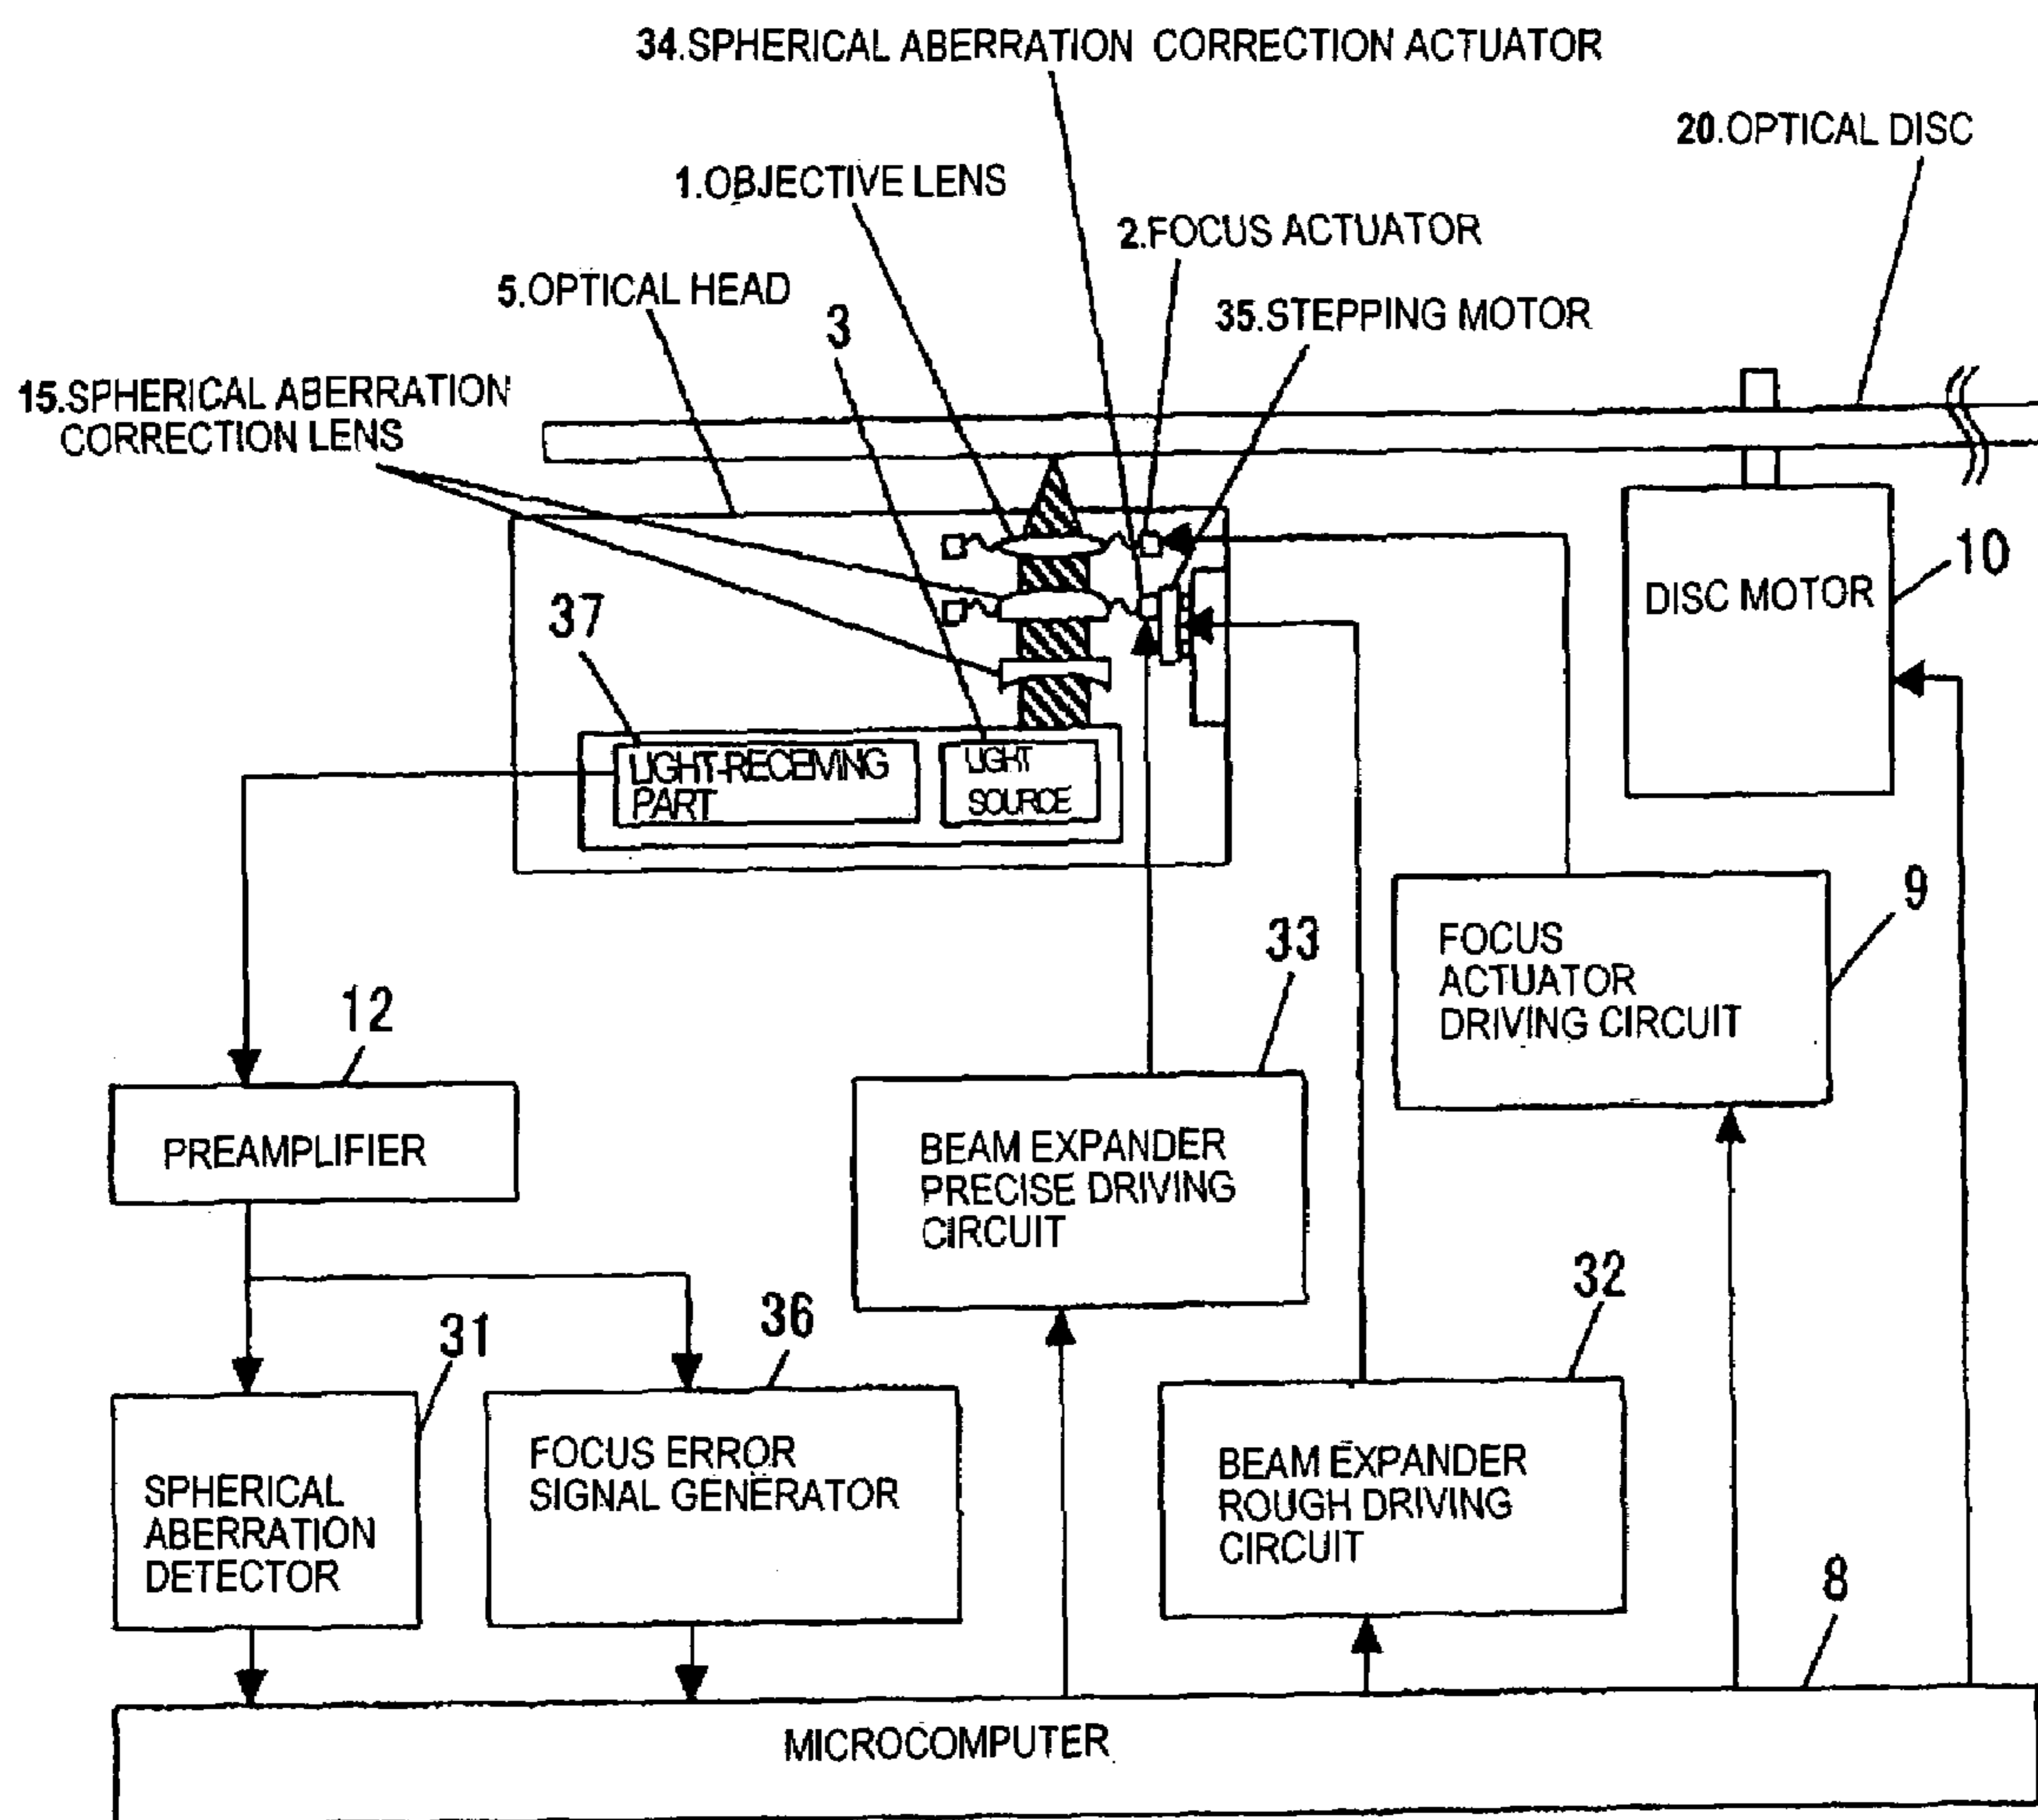 34.SPHERICAL ABERRATION CORRECTION ACTUATOR
20.OPTICAL DISC
1.OBJECTIVE LENS
2.FOCUS ACTUATOR
5.OPTICAL HEAD
3
35.STEPPING MOTOR
15.SPHERICAL ABERRATION
CORRECTION LENS
10
DISC MOTOR
37
LIGHT-RECEIVING
PART
LIGHT
SOURCE
9
FOCUS
ACTUATOR
DRIVING CIRCUIT
33
12
PREAMPLIFIER
BEAM EXPANDER
PRECISE DRIVING
CIRCUIT
32
31
36
FOCUS ERROR
SIGNAL GENERATOR
BEAM EXPANDER
ROUGH DRIVING
CIRCUIT
SPHERICAL
ABERRATION
DETECTOR
8
MICROCOMPUTER